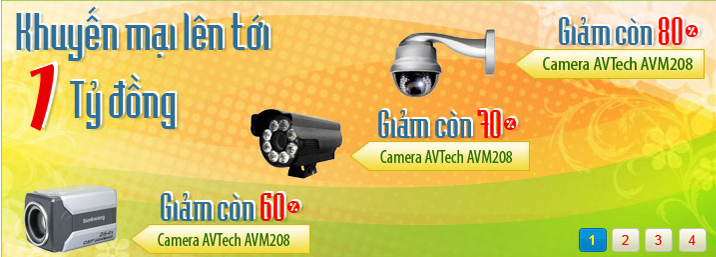 Khuyến mại lên tới
1 Tỷ đồng
Giảm còn 80%
Camera AVTech AVM208
Giảm còn 70%
Camera AVTech AVM208
Sunkwang
Giảm còn 60%
Camera AVTech AVM208
1 2 3 4